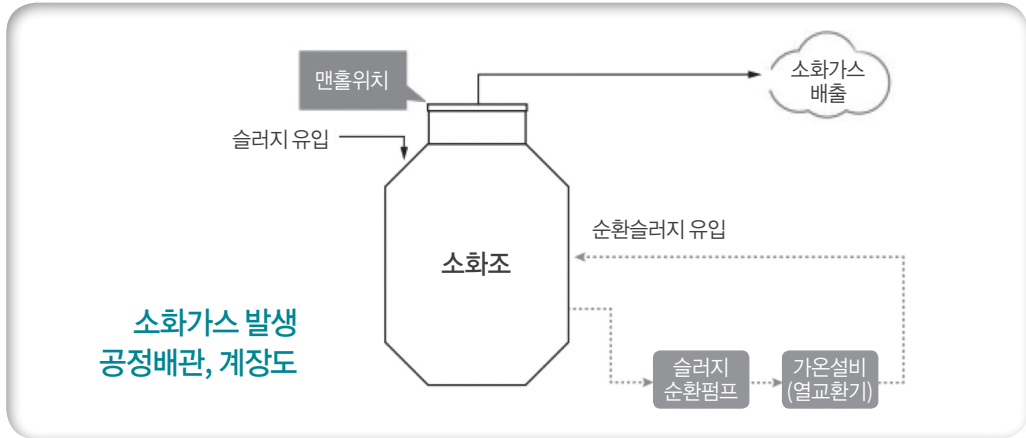 맨홀위치
소화가스
배출
슬러지 유입
순환슬러지 유입
소화조
소화가스 발생
공정배관, 계장도
슬러지
순환펌프
가온설비
(열교환기)